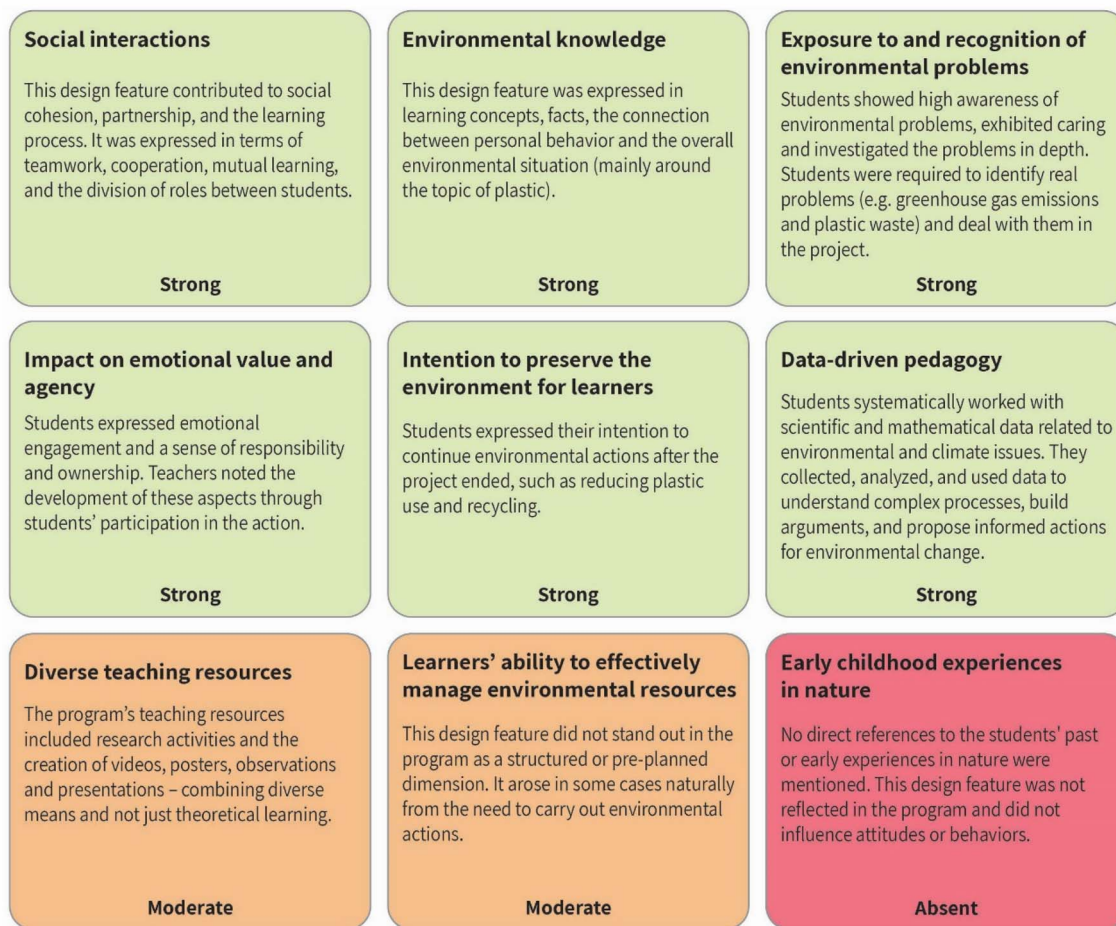 Social interactions
This design feature contributed to social
cohesion, partnership, and the learning
process. It was expressed in terms of
teamwork, cooperation, mutual learning,
and the division of roles between students.
Strong
Environmental knowledge
This design feature was expressed in
learning concepts, facts, the connection
between personal behavior and the overall
environmental situation (mainly around
the topic of plastic).
Strong
Exposure to and recognition of
environmental problems
Students showed high awareness of
environmental problems, exhibited caring
and investigated the problems in depth.
Students were required to identify real
problems (e.g. greenhouse gas emissions
and plastic waste) and deal with them in
the project.
Strong
Impact on emotional value and
agency
Students expressed emotional
engagement and a sense of responsibility
and ownership. Teachers noted the
development of these aspects through
students’ participation in the action.
Strong
Intention to preserve the
environment for learners
Students expressed their intention to
continue environmental actions after the
project ended, such as reducing plastic
use and recycling.
Strong
Data-driven pedagogy
Students systematically worked with
scientific and mathematical data related to
environmental and climate issues. They
collected, analyzed, and used data to
understand complex processes, build
arguments, and propose informed actions
for environmental change.
Strong
Diverse teaching resources
The program’s teaching resources
included research activities and the
creation of videos, posters, observations
and presentations – combining diverse
means and not just theoretical learning.
Moderate
Learners’ ability to effectively
manage environmental resources
This design feature did not stand out in the
program as a structured or pre-planned
dimension. It arose in some cases naturally
from the need to carry out environmental
actions.
Moderate
Early childhood experiences
in nature
No direct references to the students' past
or early experiences in nature were
mentioned. This design feature was not
reflected in the program and did not
influence attitudes or behaviors.
Absent